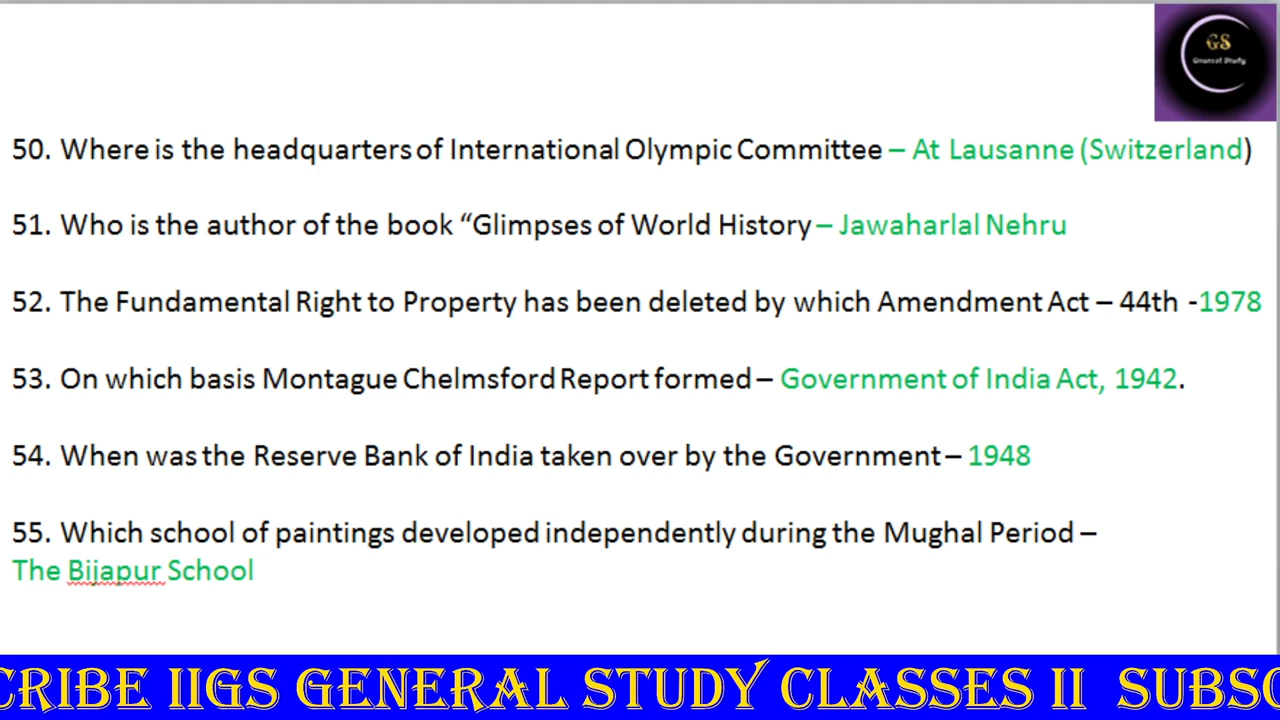 GS
General Study
50. Where is the headquarters of International Olympic Committee – At Lausanne (Switzerland)
51. Who is the author of the book “Glimpses of World History – Jawaharlal Nehru
52. The Fundamental Right to Property has been deleted by which Amendment Act – 44th -1978
53. On which basis Montague Chelmsford Report formed – Government of India Act, 1942.
54. When was the Reserve Bank of India taken over by the Government – 1948
55. Which school of paintings developed independently during the Mughal Period –
The Bijapur School
CRIBE IIGS GENERAL STUDY CLASSES II SUBSC